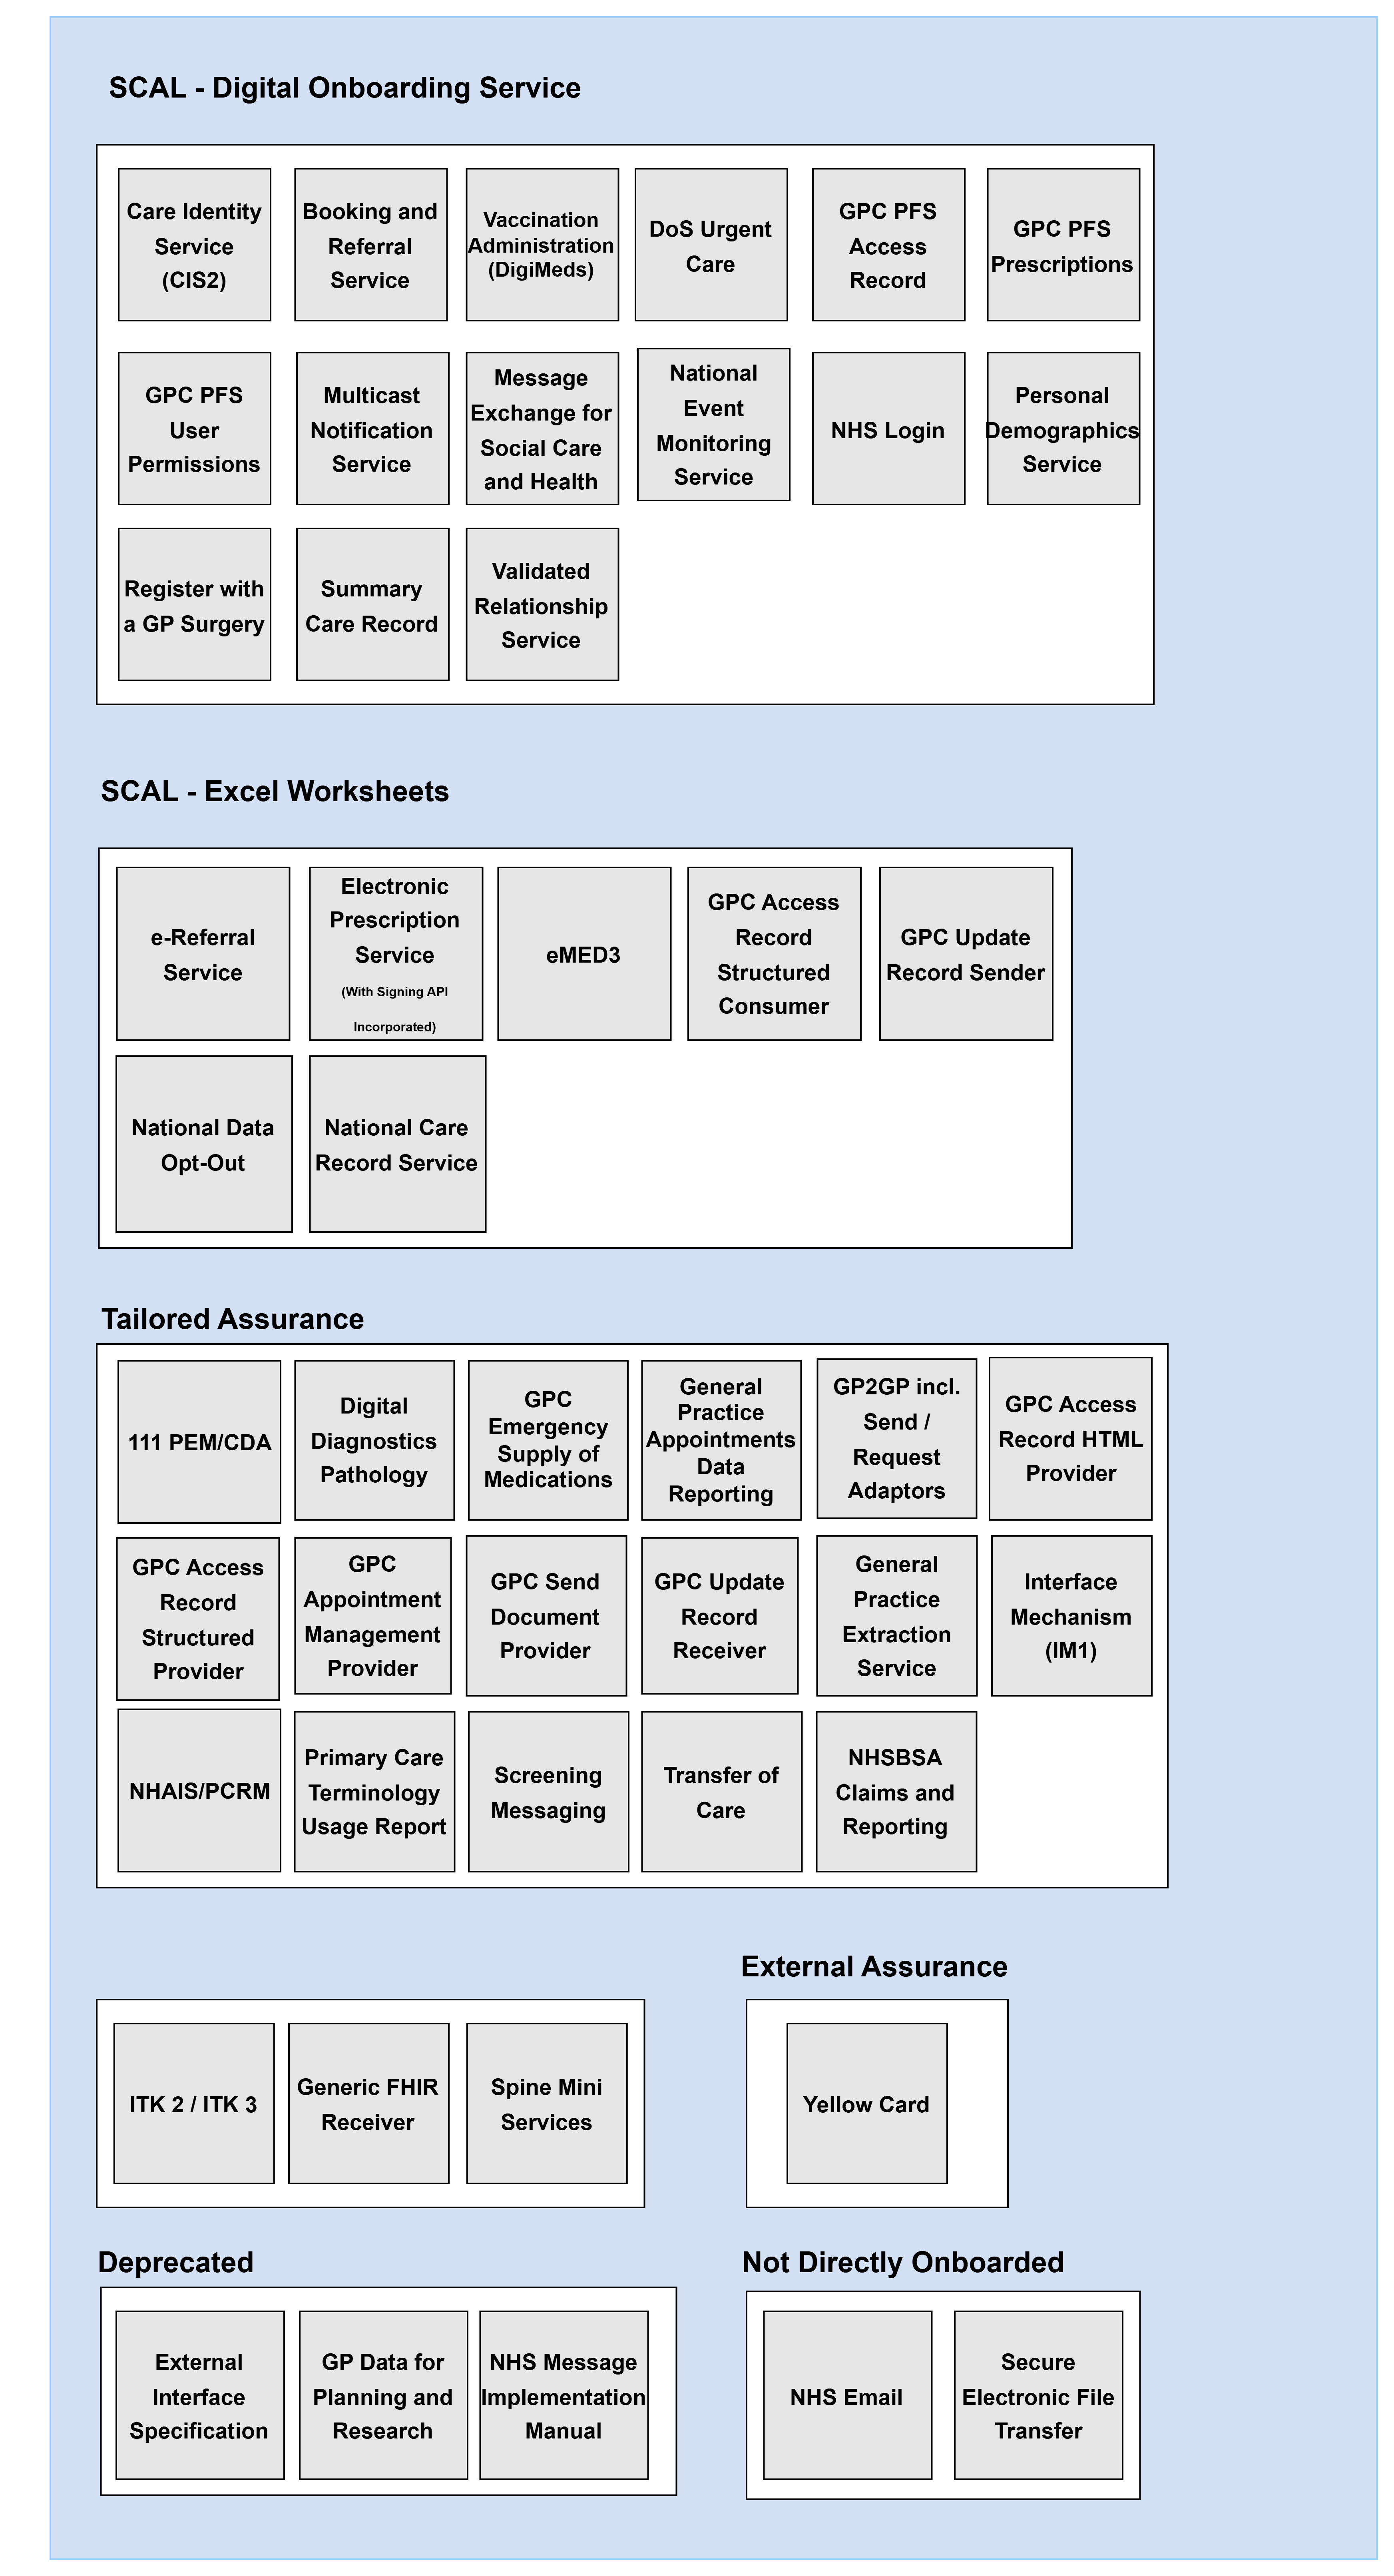 SCAL - Digital Onboarding Service
Care Identity
Service
(CIS2)
Booking and
Referral
Service
Vaccination
Administration
(DigiMeds)
DoS Urgent
Care
GPC PFS
Access
Record
GPC PFS
Prescriptions
GPC PFS
User
Permissions
Multicast
Notification
Service
Message
Exchange for
Social Care
and Health
National
Event
Monitoring
Service
NHS Login
Personal
Demographics
Service
Register with
a GP Surgery
Summary
Care Record
Validated
Relationship
Service
SCAL - Excel Worksheets
e-Referral
Service
Electronic
Prescription
Service
(With Signing API
Incorporated)
eMED3
GPC Access
Record
Structured
Consumer
GPC Update
Record Sender
National Data
Opt-Out
National Care
Record Service
Tailored Assurance
111 PEM/CDA
Digital
Diagnostics
Pathology
GPC
Emergency
Supply of
Medications
General
Practice
Appointments
Data
Reporting
GP2GP incl.
Send /
Request
Adaptors
GPC Access
Record HTML
Provider
GPC Access
Record
Structured
Provider
GPC
Appointment
Management
Provider
GPC Send
Document
Provider
GPC Update
Record
Receiver
General
Practice
Extraction
Service
Interface
Mechanism
(IM1)
NHAIS/PCRM
Primary Care
Terminology
Usage Report
Screening
Messaging
Transfer of
Care
NHSBSA
Claims and
Reporting
ITK 2 / ITK 3
Generic FHIR
Receiver
Spine Mini
Services
External Assurance
Yellow Card
Deprecated
External
Interface
Specification
GP Data for
Planning and
Research
NHS Message
Implementation
Manual
Not Directly Onboarded
NHS Email
Secure
Electronic File
Transfer